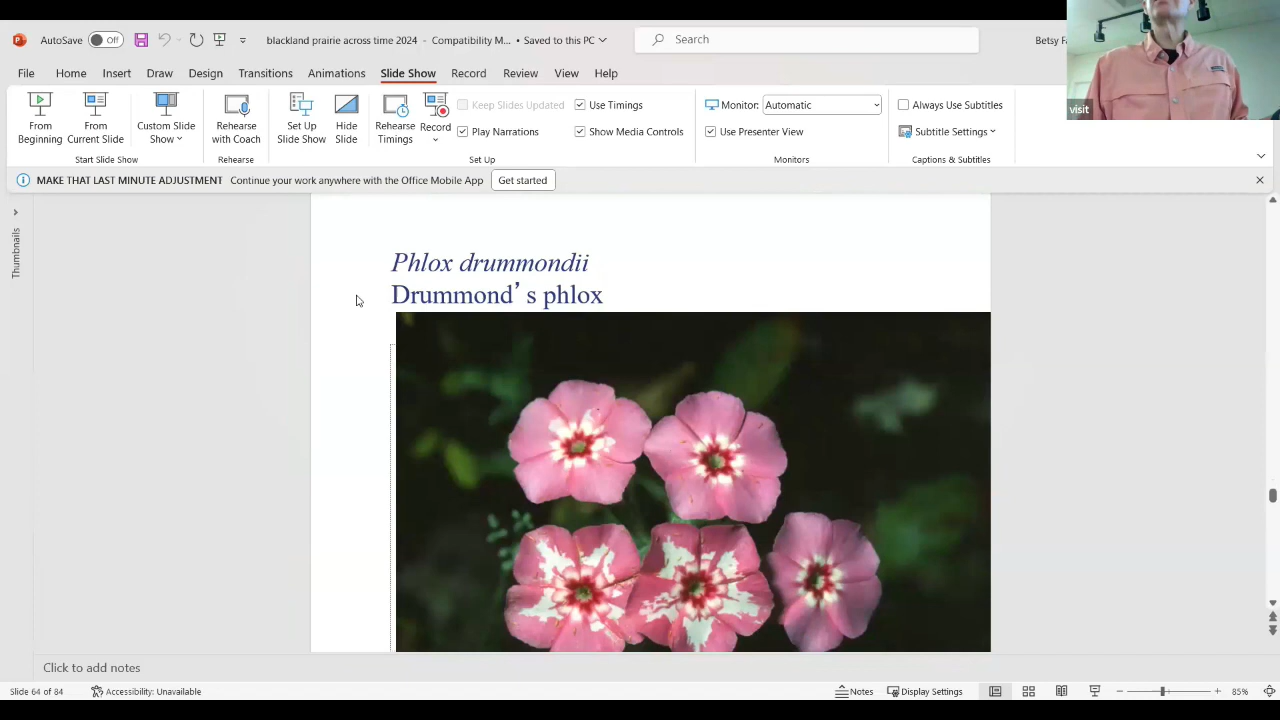 AutoSave Off blackland prairie across time 2024 - Compatibility M... • Saved to this PC Search Betsy
File Home Insert Draw Design Transitions Animations Slide Show Record Review View Help
From Beginning
From Current Slide
Custom Slide Show
Start Slide Show
Rehearse with Coach
Rehearse
Set Up Slide Show
Hide Slide
Rehearse Timings
Record
Keep Slides Updated
Play Narrations
Use Timings
Show Media Controls
Set Up
Monitor: Automatic
Use Presenter View
Monitors
Always Use Subtitles
Subtitle Settings
Captions & Subtitles
visit
MAKE THAT LAST MINUTE ADJUSTMENT Continue your work anywhere with the Office Mobile App Get started
Thumbnails
Phlox drummondii
Drummond’s phlox
Click to add notes
Slide 64 of 84 Accessibility: Unavailable Notes Display Settings 85%